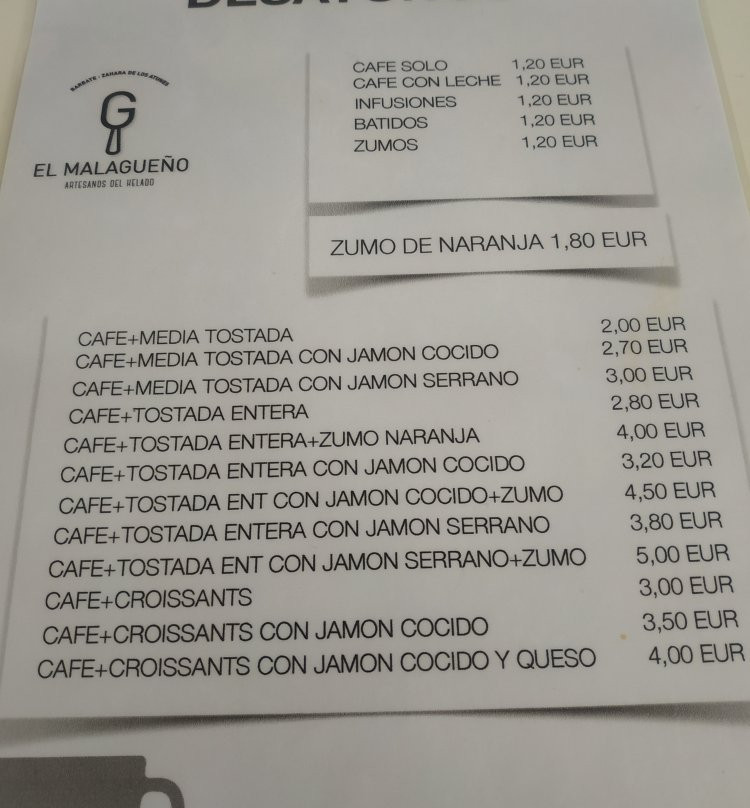 BARBATE - ZAHARA DE LOS ATUNES
G
EL MALAGUEÑO
ARTESANOS DEL HELADO
CAFE SOLO 1,20 EUR
CAFE CON LECHE 1,20 EUR
INFUSIONES 1,20 EUR
BATIDOS 1,20 EUR
ZUMOS 1,20 EUR
ZUMO DE NARANJA 1,80 EUR
CAFE+MEDIA TOSTADA 2,00 EUR
CAFE+MEDIA TOSTADA CON JAMON COCIDO 2,70 EUR
CAFE+MEDIA TOSTADA CON JAMON SERRANO 3,00 EUR
CAFE+TOSTADA ENTERA 2,80 EUR
CAFE+TOSTADA ENTERA+ZUMO NARANJA 4,00 EUR
CAFE+TOSTADA ENTERA CON JAMON COCIDO 3,20 EUR
CAFE+TOSTADA ENT CON JAMON COCIDO+ZUMO 4,50 EUR
CAFE+TOSTADA ENTERA CON JAMON SERRANO 3,80 EUR
CAFE+TOSTADA ENT CON JAMON SERRANO+ZUMO 5,00 EUR
CAFE+CROISSANTS 3,00 EUR
CAFE+CROISSANTS CON JAMON COCIDO 3,50 EUR
CAFE+CROISSANTS CON JAMON COCIDO Y QUESO 4,00 EUR